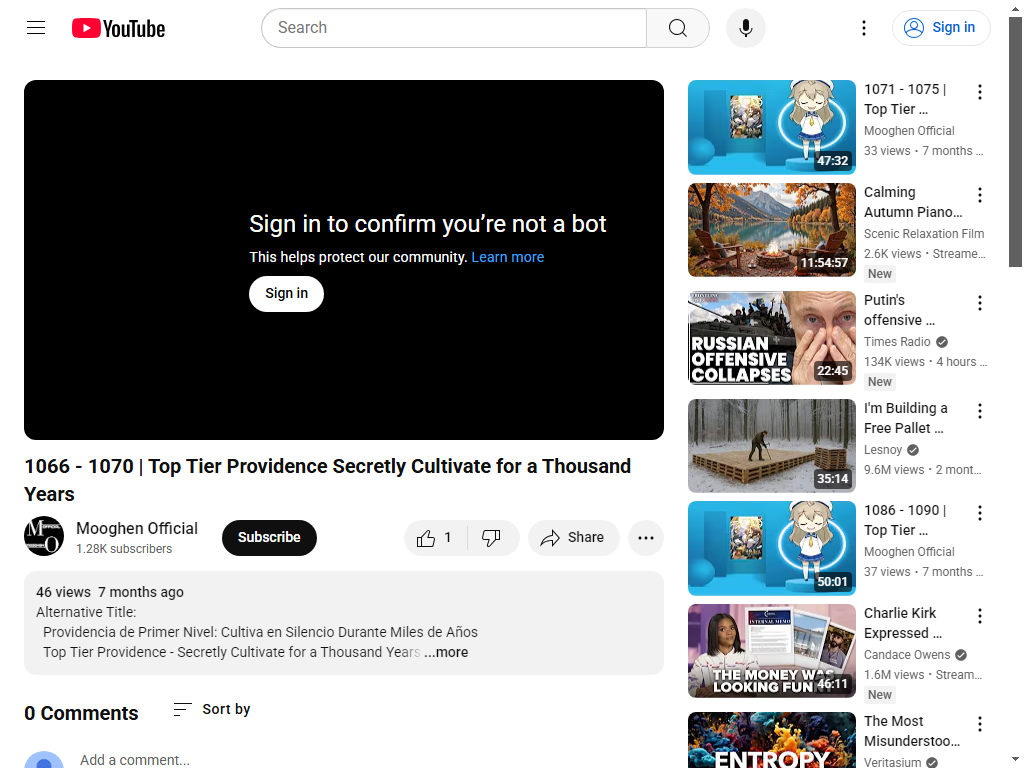 YouTube
Search
Sign in
Sign in to confirm you’re not a bot
This helps protect our community. Learn more
Sign in
1066 - 1070 | Top Tier Providence Secretly Cultivate for a Thousand
Years
Mooghen Official
1.28K subscribers
Subscribe
1
Share
46 views 7 months ago
Alternative Title:
Providencia de Primer Nivel: Cultiva en Silencio Durante Miles de Años
Top Tier Providence - Secretly Cultivate for a Thousand Years ...more
0 Comments
Sort by
Add a comment...
47:32
1071 - 1075 |
Top Tier ...
Mooghen Official
33 views • 7 months ...
11:54:57
Calming
Autumn Piano...
Scenic Relaxation Film
2.6K views • Streame...
New
RUSSIAN
OFFENSIVE
COLLAPSES
22:45
Putin's
offensive ...
Times Radio
134K views • 4 hours ...
New
35:14
I'm Building a
Free Pallet ...
Lesnoy
9.6M views • 2 mont...
50:01
1086 - 1090 |
Top Tier ...
Mooghen Official
37 views • 7 months ...
INTERNAL MEMO
THE MONEY WAS
LOOKING FUN
46:11
Charlie Kirk
Expressed ...
Candace Owens
1.6M views • Stream...
New
ENTROPY
The Most
Misunderstoo...
Veritasium